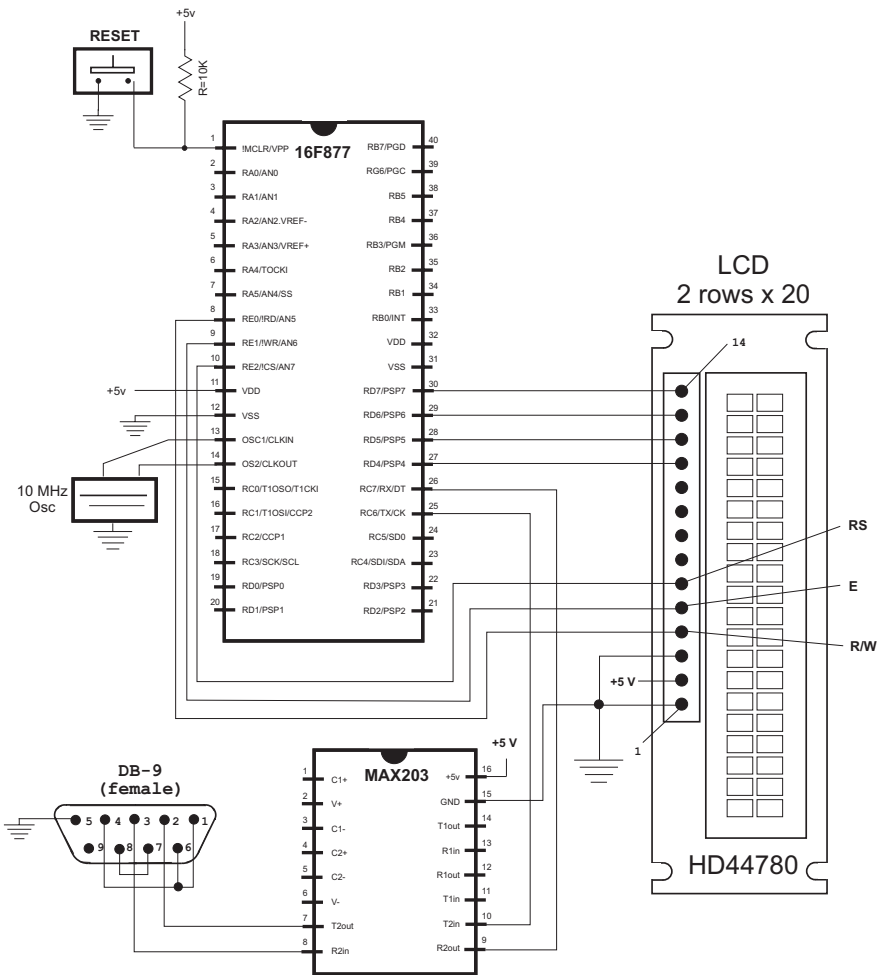 +5v
RESET
R=10K
16F877
1 !MCLR/VPP
2 RA0/AN0
3 RA1/AN1
4 RA2/AN2.VREF-
5 RA3/AN3/VREF+
6 RA4/TOCKI
7 RA5/AN4/SS
8 RE0/!RD/AN5
9 RE1/!WR/AN6
10 RE2/!CS/AN7
11 VDD
12 VSS
13 OSC1/CLKIN
14 OS2/CLKOUT
15 RC0/T1OSO/T1CKI
16 RC1/T1OSI/CCP2
17 RC2/CCP1
18 RC3/SCK/SCL
19 RD0/PSP0
20 RD1/PSP1
RB7/PGD 40
RG6/PGC 39
RB5 38
RB4 37
RB3/PGM 36
RB2 35
RB1 34
RB0/INT 33
VDD 32
VSS 31
RD7/PSP7 30
RD6/PSP6 29
RD5/PSP5 28
RD4/PSP4 27
RC7/RX/DT 26
RC6/TX/CK 25
RC5/SD0 24
RC4/SDI/SDA 23
RD3/PSP3 22
RD2/PSP2 21
+5v
10 MHz
Osc
LCD
2 rows x 20
14
RS
E
R/W
+5 V
1
HD44780
DB-9
(female)
5 4 3 2 1
9 8 7 6
MAX203
+5 V
1 C1+
2 V+
3 C1-
4 C2+
5 C2-
6 V-
7 T2out
8 R2in
+5v 16
GND 15
T1out 14
R1in 13
R1out 12
T1in 11
T2in 10
R2out 9